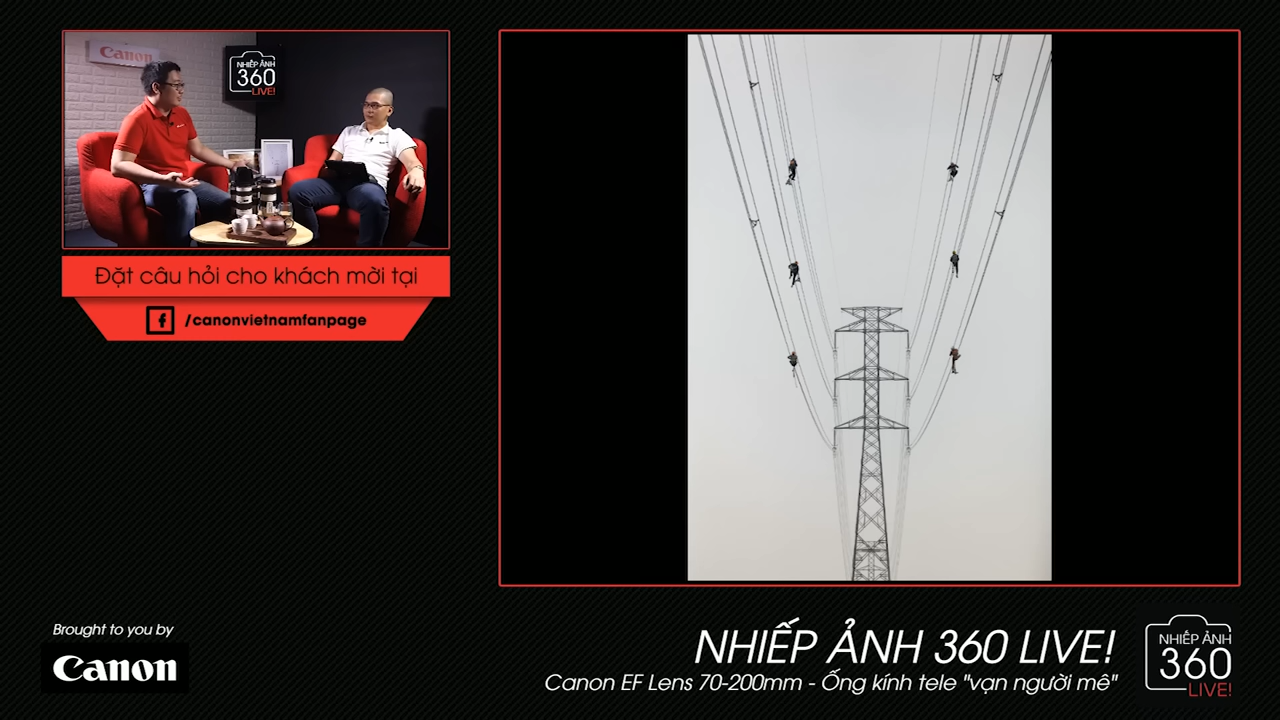 Canon
NHIẾP ẢNH
360
LIVE!
Đặt câu hỏi cho khách mời tại
f /canonvietnamfanpage
Brought to you by
Canon
NHIẾP ẢNH 360 LIVE!
Canon EF Lens 70-200mm - Ống kính tele "vạn người mê"
NHIẾP ẢNH
360
LIVE!